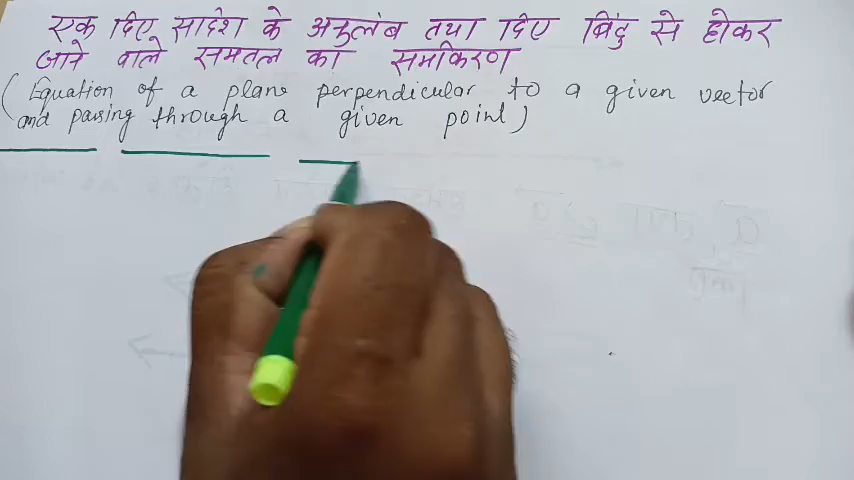 एक दिए सादिश के अनुलंब तथा दिए बिंदु से होकर
जाने वाले समतल का समीकरण
(Equation of a plane perpendicular to a given vector
and passing through a given point)